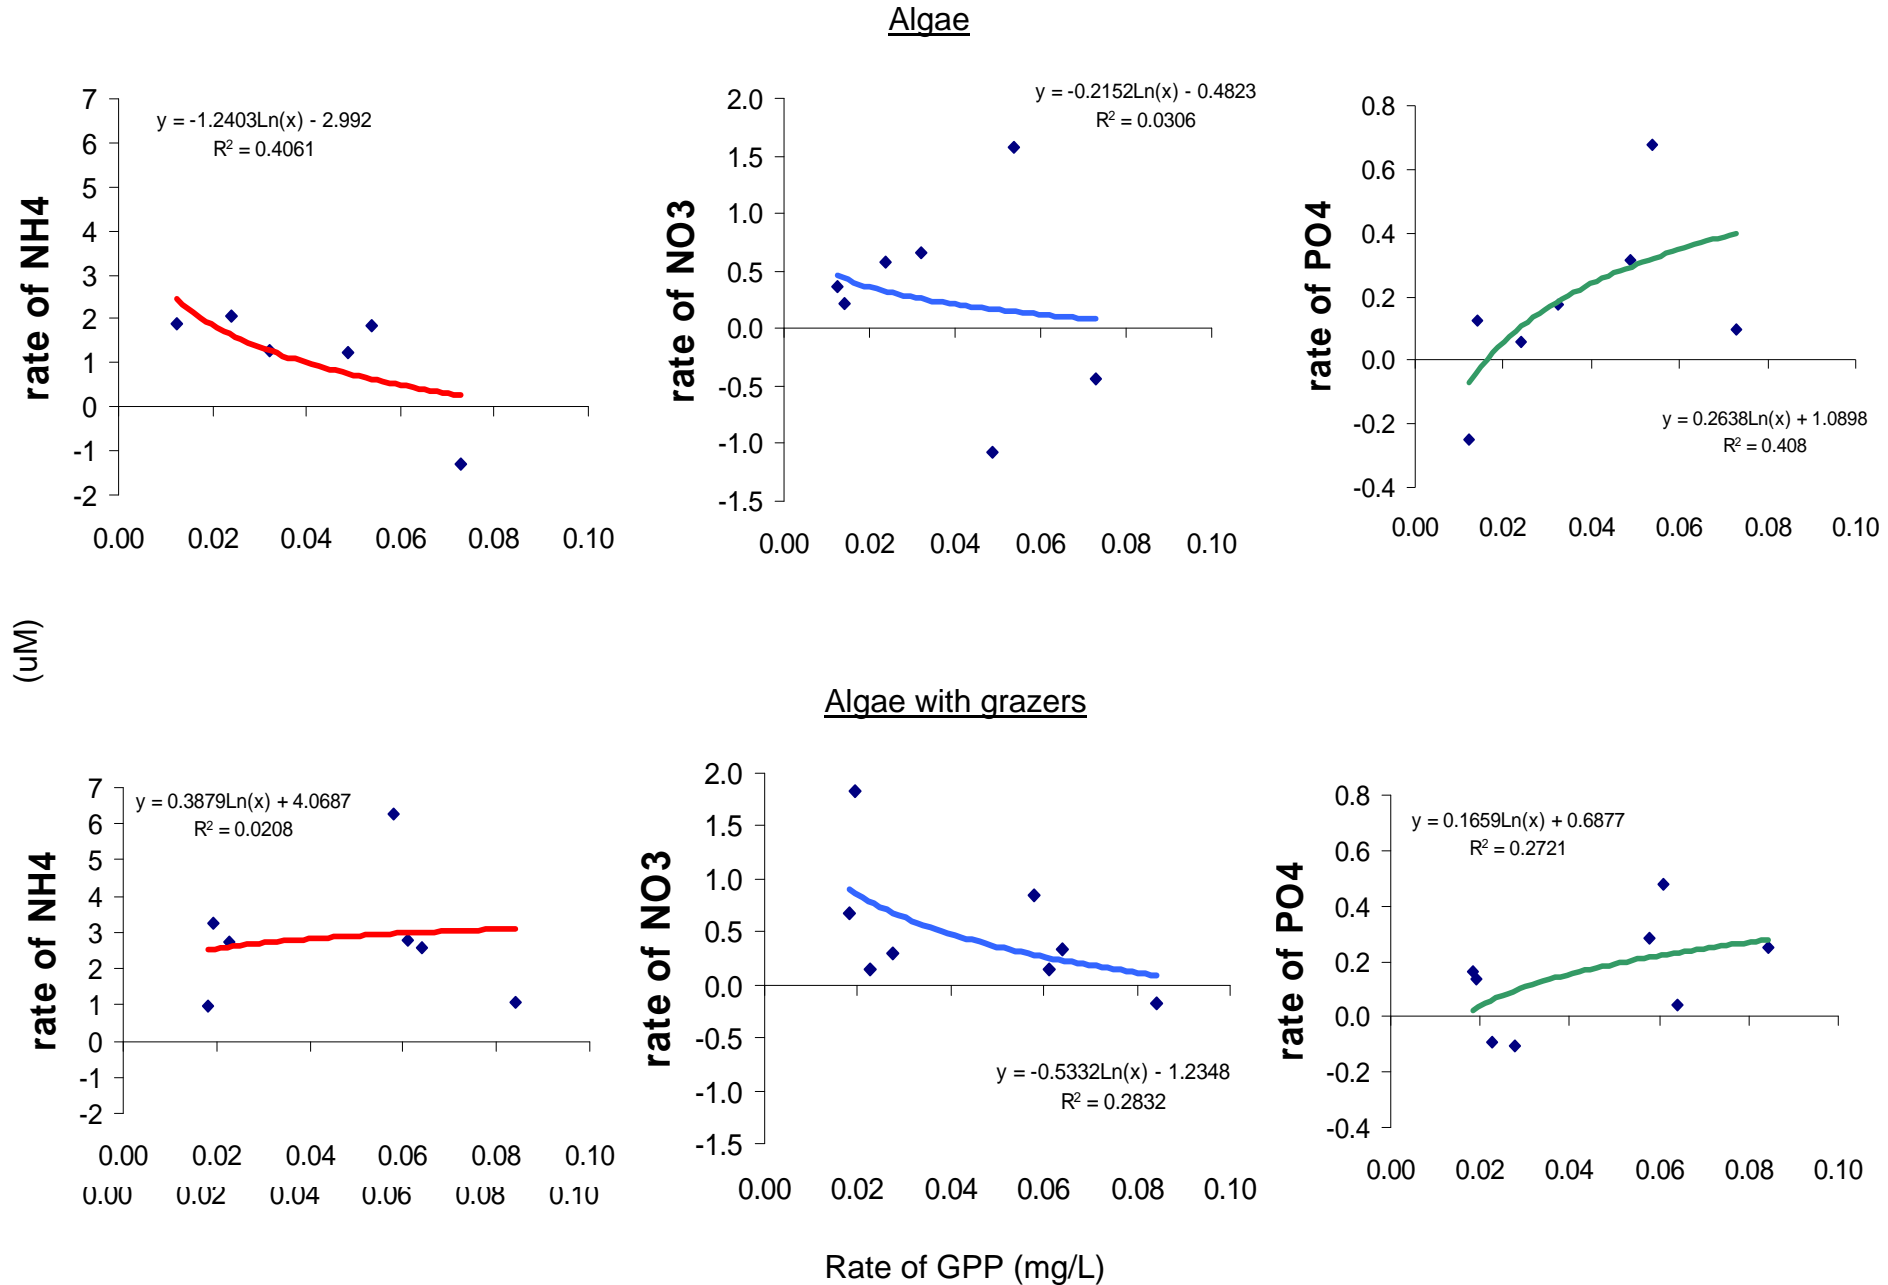 Algae
y = -1.2403Ln(x) - 2.992
R² = 0.4061
rate of NH4
7
6
5
4
3
2
1
0
-1
-2
0.00 0.02 0.04 0.06 0.08 0.10
y = -0.2152Ln(x) - 0.4823
R² = 0.0306
rate of NO3
2.0
1.5
1.0
0.5
0.0
-0.5
-1.0
-1.5
0.00 0.02 0.04 0.06 0.08 0.10
rate of PO4
0.8
0.6
0.4
0.2
0.0
-0.2
-0.4
y = 0.2638Ln(x) + 1.0898
R² = 0.408
0.00 0.02 0.04 0.06 0.08 0.10
(uM)
Algae with grazers
y = 0.3879Ln(x) + 4.0687
R² = 0.0208
rate of NH4
7
6
5
4
3
2
1
0
-1
-2
0.00 0.02 0.04 0.06 0.08 0.10
0.00 0.02 0.04 0.06 0.08 0.10
rate of NO3
2.0
1.5
1.0
0.5
0.0
-0.5
-1.0
-1.5
y = -0.5332Ln(x) - 1.2348
R² = 0.2832
0.00 0.02 0.04 0.06 0.08 0.10
y = 0.1659Ln(x) + 0.6877
R² = 0.2721
rate of PO4
0.8
0.6
0.4
0.2
0.0
-0.2
-0.4
0.00 0.02 0.04 0.06 0.08 0.10
Rate of GPP (mg/L)